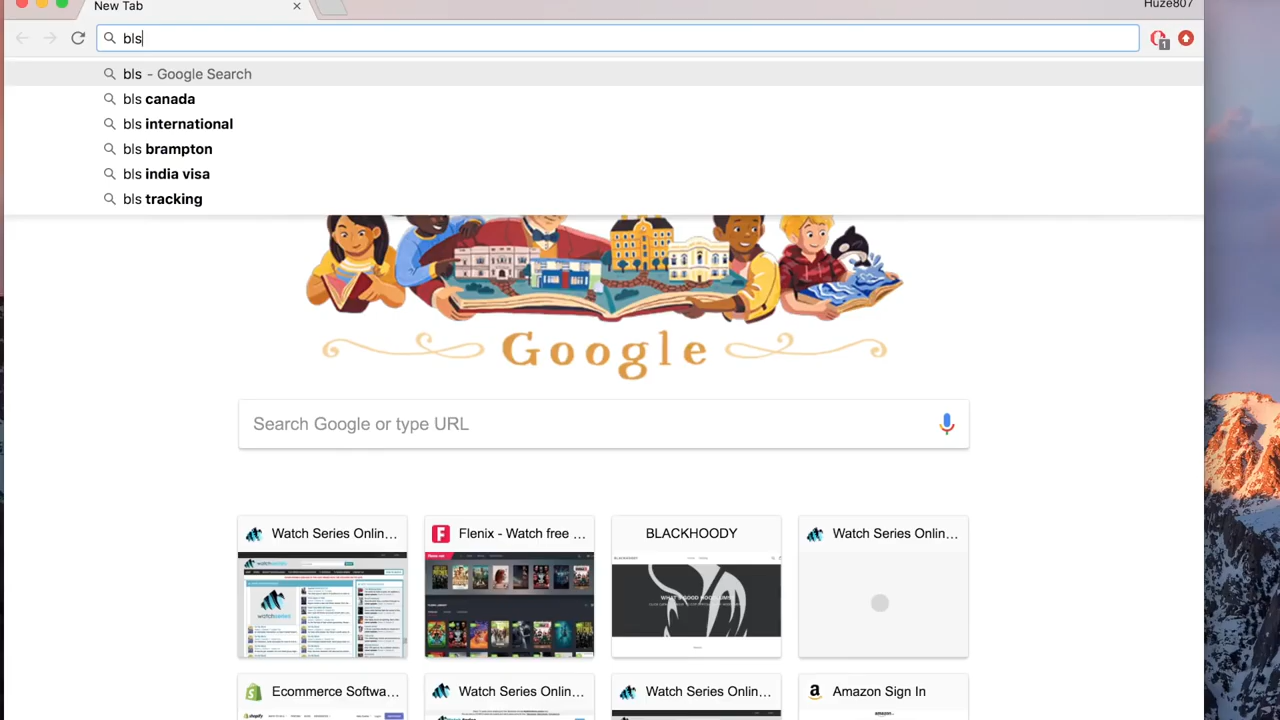 New Tab
Huze807
bls
1
bls - Google Search
bls canada
bls international
bls brampton
bls india visa
bls tracking
Google
Search Google or type URL
Watch Series Onlin...
Flenix - Watch free ...
BLACKHOODY
Watch Series Onlin...
Ecommerce Softwa...
Watch Series Onlin...
Watch Series Onlin...
Amazon Sign In